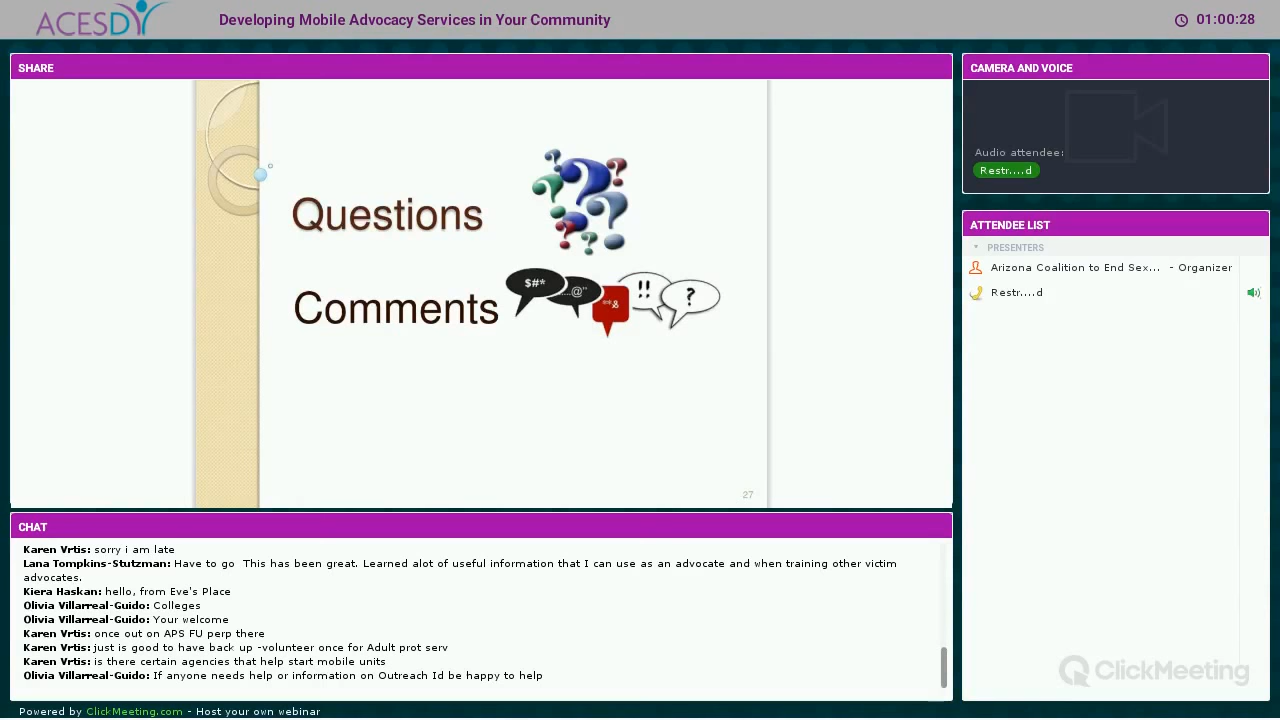 ACESDV
Developing Mobile Advocacy Services in Your Community
01:00:28
SHARE
Questions
Comments
$#*
....@"
!!
?
27
CAMERA AND VOICE
Audio attendee:
Restr....d
ATTENDEE LIST
PRESENTERS
Arizona Coalition to End Sex... - Organizer
Restr....d
CHAT
Karen Vrtis: sorry i am late
Lana Tompkins-Stutzman: Have to go This has been great. Learned alot of useful information that I can use as an advocate and when training other victim
advocates.
Kiera Haskan: hello, from Eve's Place
Olivia Villarreal-Guido: Colleges
Olivia Villarreal-Guido: Your welcome
Karen Vrtis: once out on APS FU perp there
Karen Vrtis: just is good to have back up -volunteer once for Adult prot serv
Karen Vrtis: is there certain agencies that help start mobile units
Olivia Villarreal-Guido: If anyone needs help or information on Outreach Id be happy to help
ClickMeeting
Powered by ClickMeeting.com - Host your own webinar